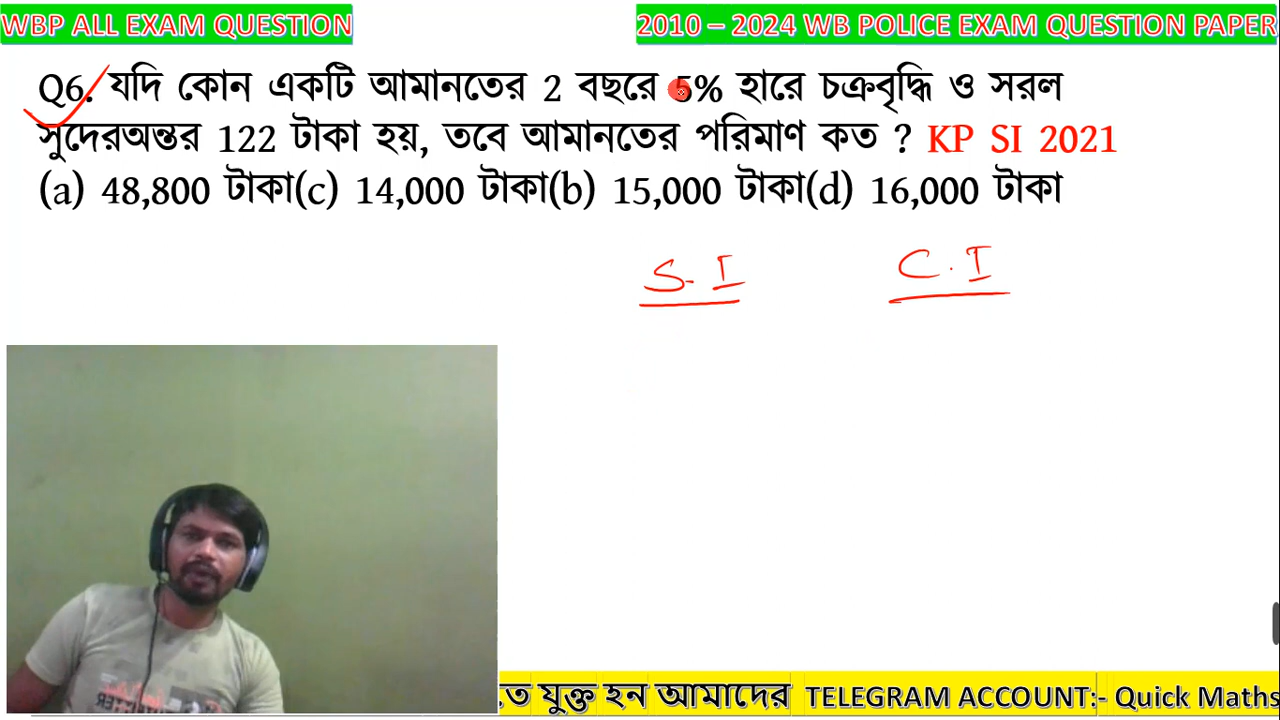 WBP ALL EXAM QUESTION
2010 – 2024 WB POLICE EXAM QUESTION PAPER
Q6. যদি কোন একটি আমানতের 2 বছরে 5% হারে চক্রবৃদ্ধি ও সরল
সুদেরঅন্তর 122 টাকা হয়, তবে আমানতের পরিমাণ কত ? KP SI 2021
(a) 48,800 টাকা(c) 14,000 টাকা(b) 15,000 টাকা(d) 16,000 টাকা
S.I C.I
তে যুক্ত হন আমাদের TELEGRAM ACCOUNT:- Quick Maths